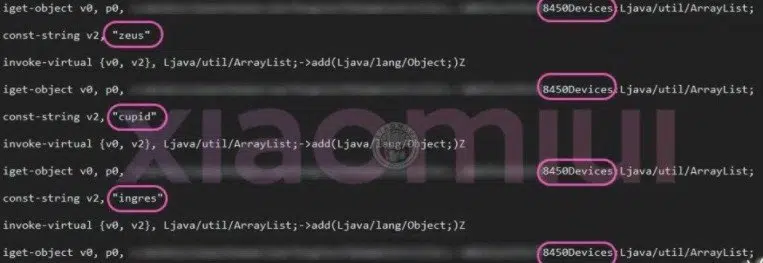 iget-object v0, p0, 8450Devices:Ljava/util/ArrayList;
const-string v2, "zeus"
invoke-virtual {v0, v2}, Ljava/util/ArrayList;->add(Ljava/lang/Object;)Z
iget-object v0, p0, 8450Devices:Ljava/util/ArrayList;
const-string v2, "cupid"
xiaomiui
invoke-virtual {v0, v2}, Ljava/util/ArrayList;->add(Ljava/lang/Object;)Z
iget-object v0, p0, 8450Devices:Ljava/util/ArrayList;
const-string v2, "ingres"
invoke-virtual {v0, v2}, Ljava/util/ArrayList;->add(Ljava/lang/Object;)Z
iget-object v0, p0, 8450Devices:Ljava/util/ArrayList;